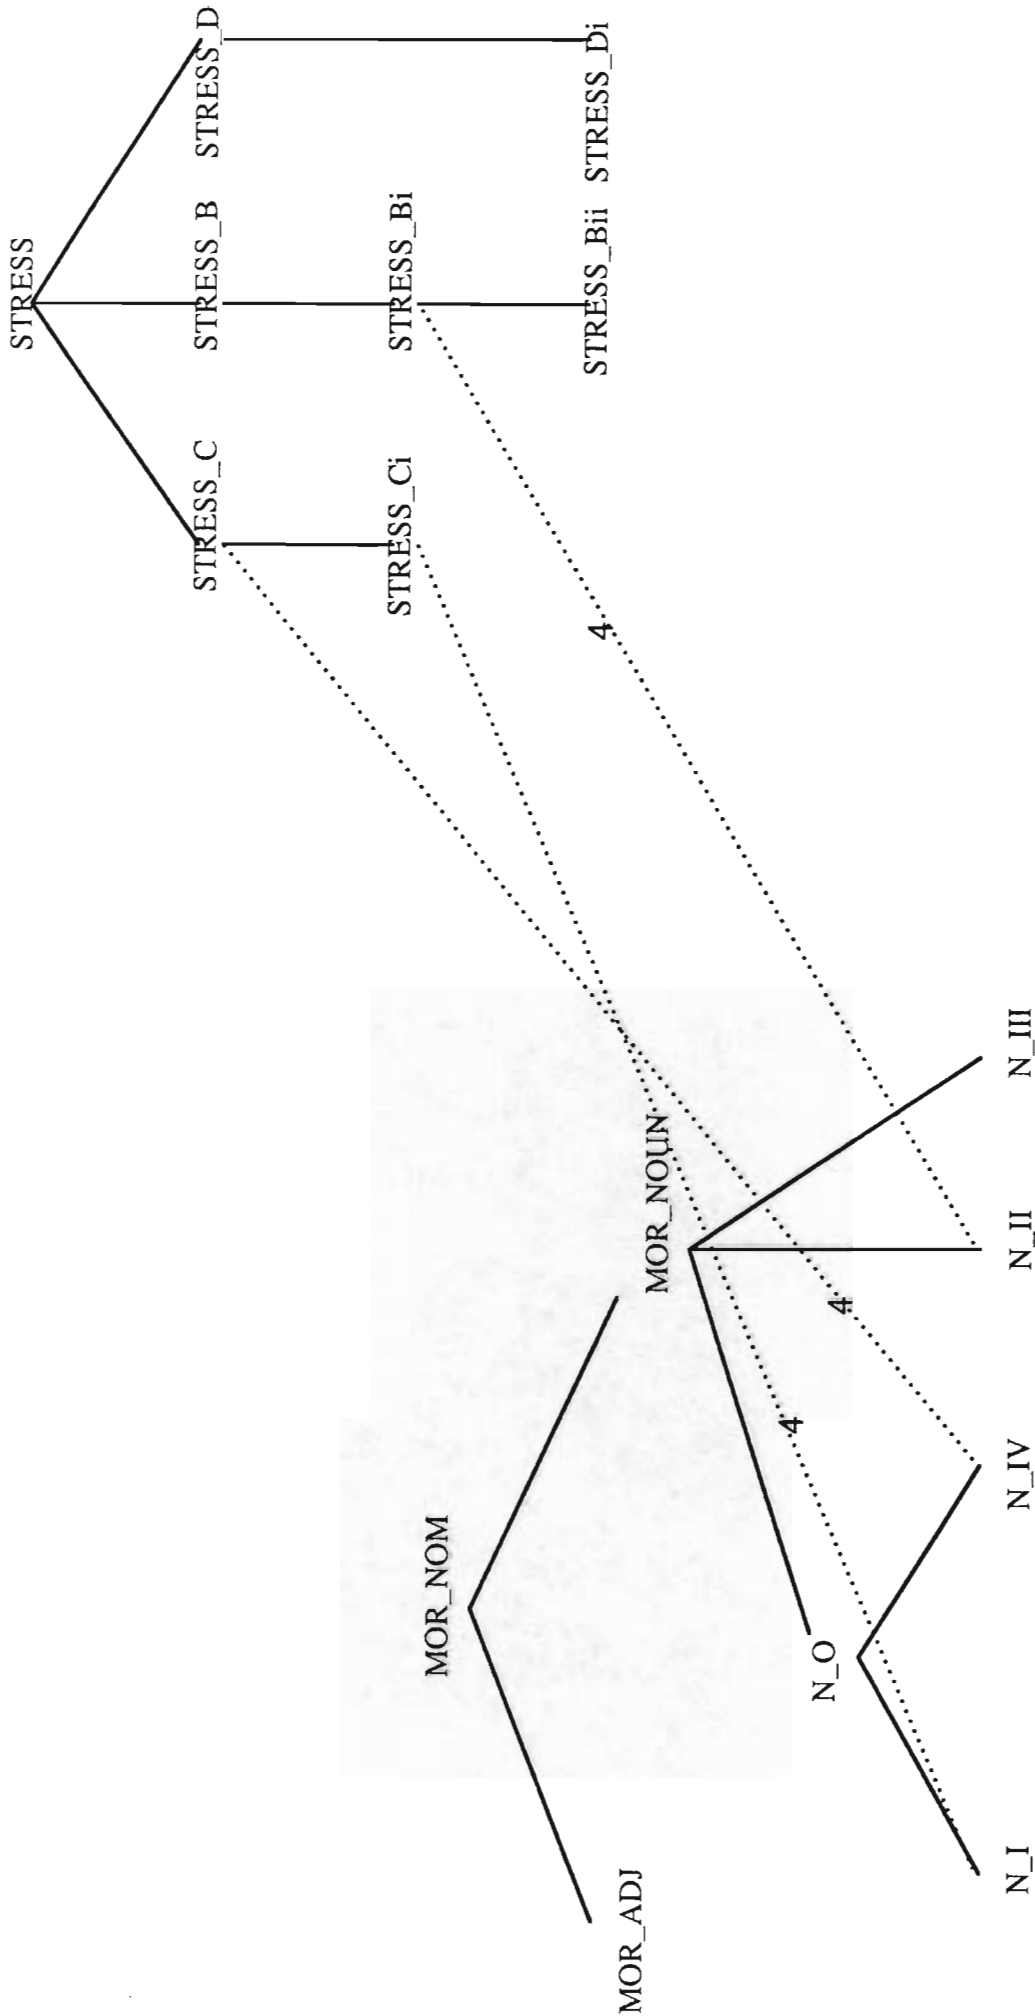 STRESS
STRESS_C
STRESS_B
STRESS_D
STRESS_Ci
STRESS_Bi
STRESS_Bii
STRESS_Di
4
MOR_NOM
MOR_ADJ
MOR_NOUN
4
4
N_O
N_I
N_IV
N_II
N_III